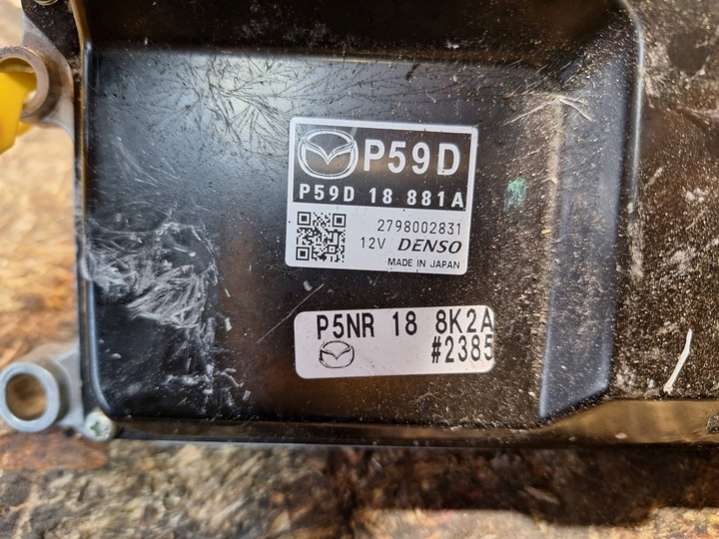 P59D
P59D 18 881A
2798002831
12V DENSO
MADE IN JAPAN
P5NR 18 8K2A
#2385